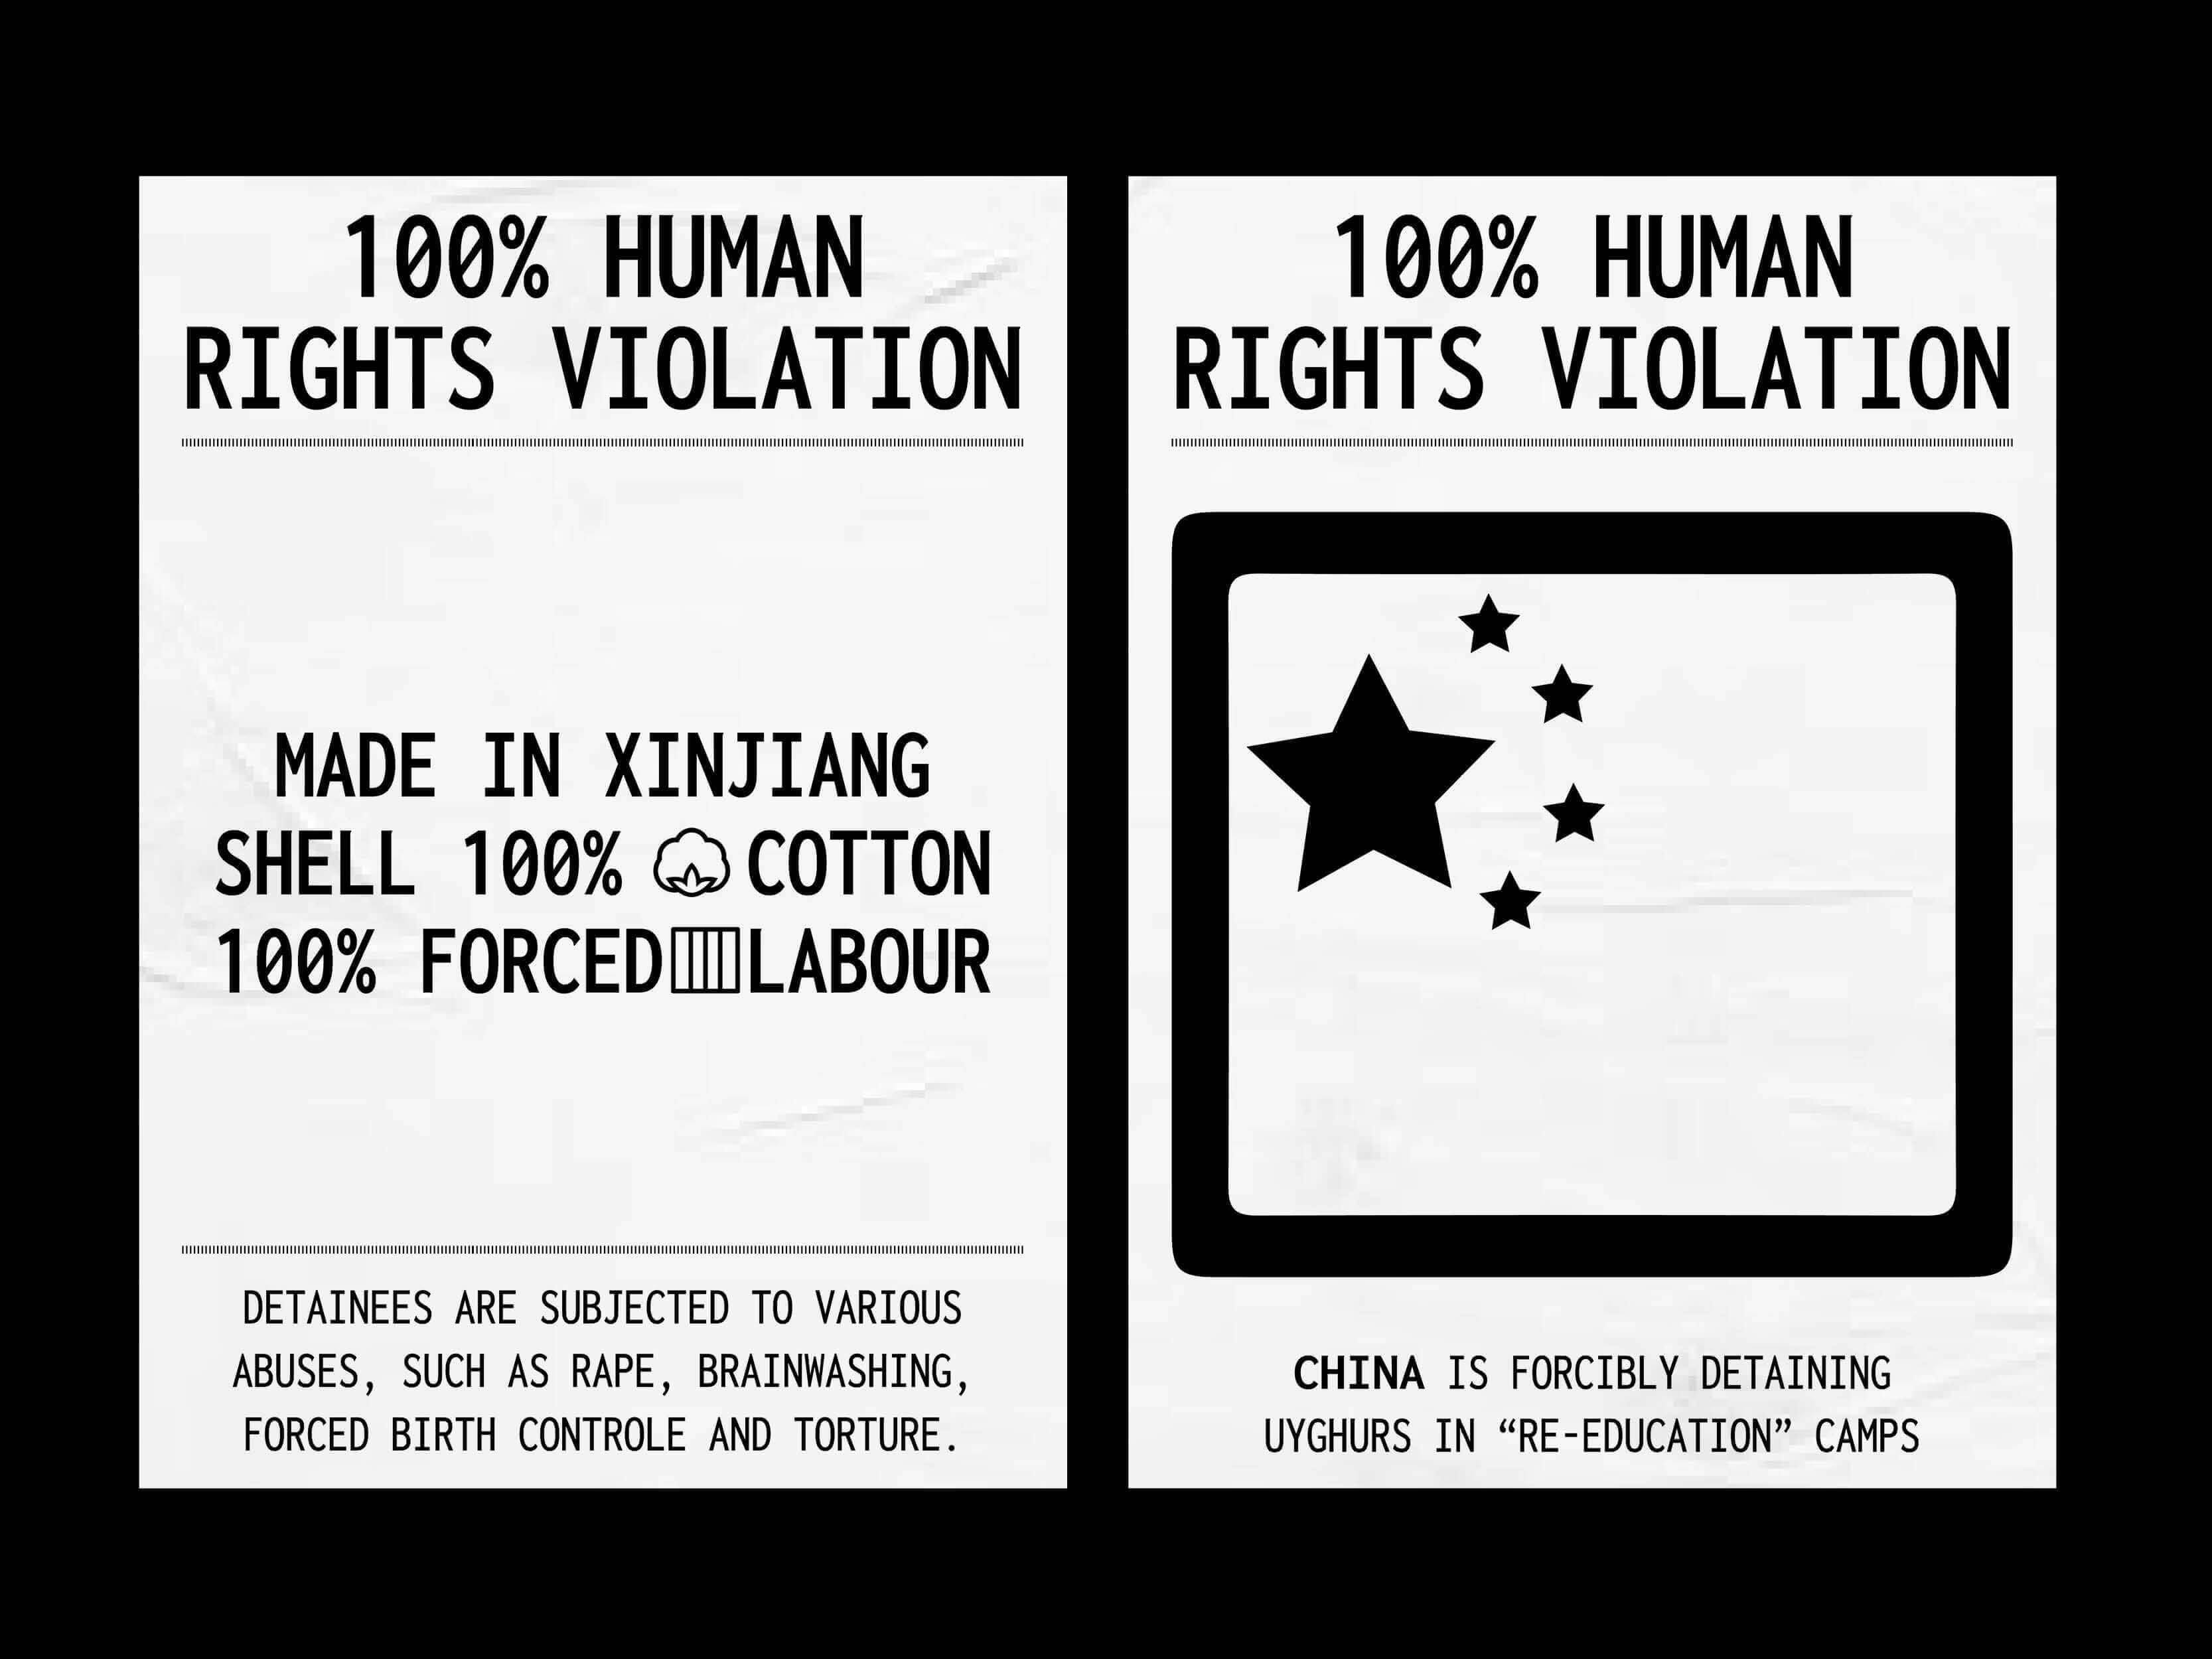 100% HUMAN
RIGHTS VIOLATION
MADE IN XINJIANG
SHELL 100% COTTON
100% FORCED LABOUR
DETAINEES ARE SUBJECTED TO VARIOUS
ABUSES, SUCH AS RAPE, BRAINWASHING,
FORCED BIRTH CONTROLE AND TORTURE.
100% HUMAN
RIGHTS VIOLATION
CHINA IS FORCIBLY DETAINING
UYGHURS IN “RE-EDUCATION” CAMPS